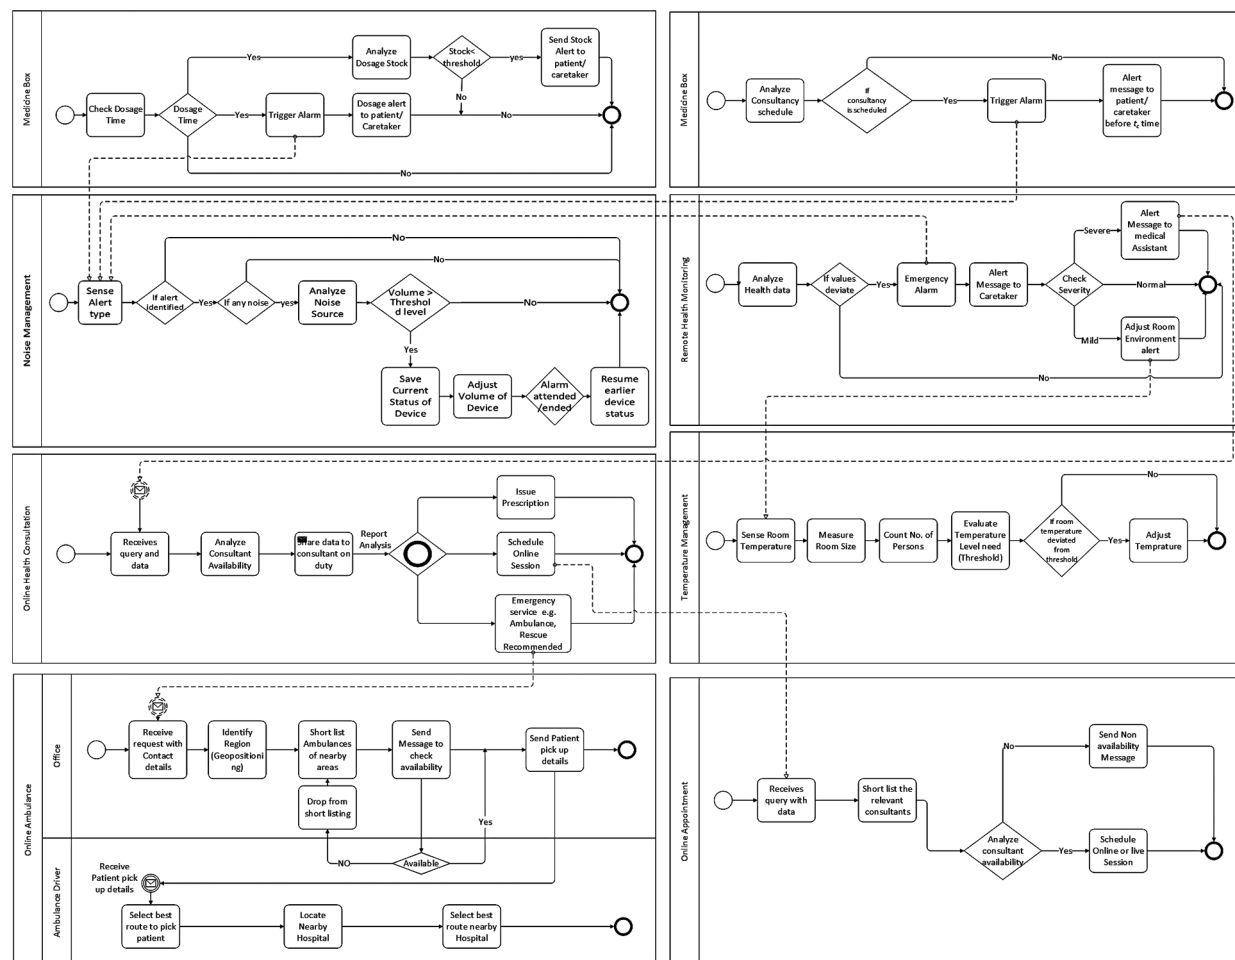 Medicine Box
Check Dosage
Time
Dosage
Time
Yes
Analyze
Dosage Stock
Stock<
threshold
yes
Send Stock
Alert to
patient/
caretaker
No
Yes
Trigger Alarm
Dosage alert
to patient/
Caretaker
No
No
Medicine Box
Analyze
Consultancy
schedule
If
consultancy
is scheduled
No
Yes
Trigger Alarm
Alert
message to
patient/
caretaker
before tc time
Noise Management
Sense
Alert
type
If alert
identified
Yes
If any noise
yes
Analyze
Noise
Source
Volume >
Threshol
d level
No
No
No
Yes
Save
Current
Status of
Device
Adjust
Volume of
Device
Alarm
attended
/ended
Resume
earlier
device
status
Remote Health Monitoring
Analyze
Health data
If values
deviate
Yes
Emergency
Alarm
Alert
Message to
Caretaker
Check
Severity
Severe
Alert
Message to
medical
Assistant
Normal
Mild
Adjust Room
Environment
alert
No
Online Health Consultation
Receives
query and
data
Analyze
Consultant
Availability
Share data to
consultant on
duty
Report
Analysis
Issue
Prescription
Schedule
Online
Session
Emergency
service e.g.
Ambulance,
Rescue
Recommended
Temperature Management
Sense Room
Temperature
Measure
Room Size
Count No. of
Persons
Evaluate
Temperature
Level need
(Threshold)
If room
temperature
deviated
from
threshold
No
Yes
Adjust
Temprature
Online Ambulance
Office
Receive
request with
Contact
details
Identify
Region
(Geopositioni
ng)
Short list
Ambulances
of nearby
areas
Send
Message to
check
availability
Send Patient
pick up
details
Drop from
short listing
Yes
NO
Available
Ambulance Driver
Receive
Patient pick
up details
Select best
route to pick
patient
Locate
Nearby
Hospital
Select best
route nearby
Hospital
Online Appointment
Receives
query with
data
Short list the
relevant
consultants
Analyze
consultant
availability
No
Send Non
availability
Message
Yes
Schedule
Online or live
Session